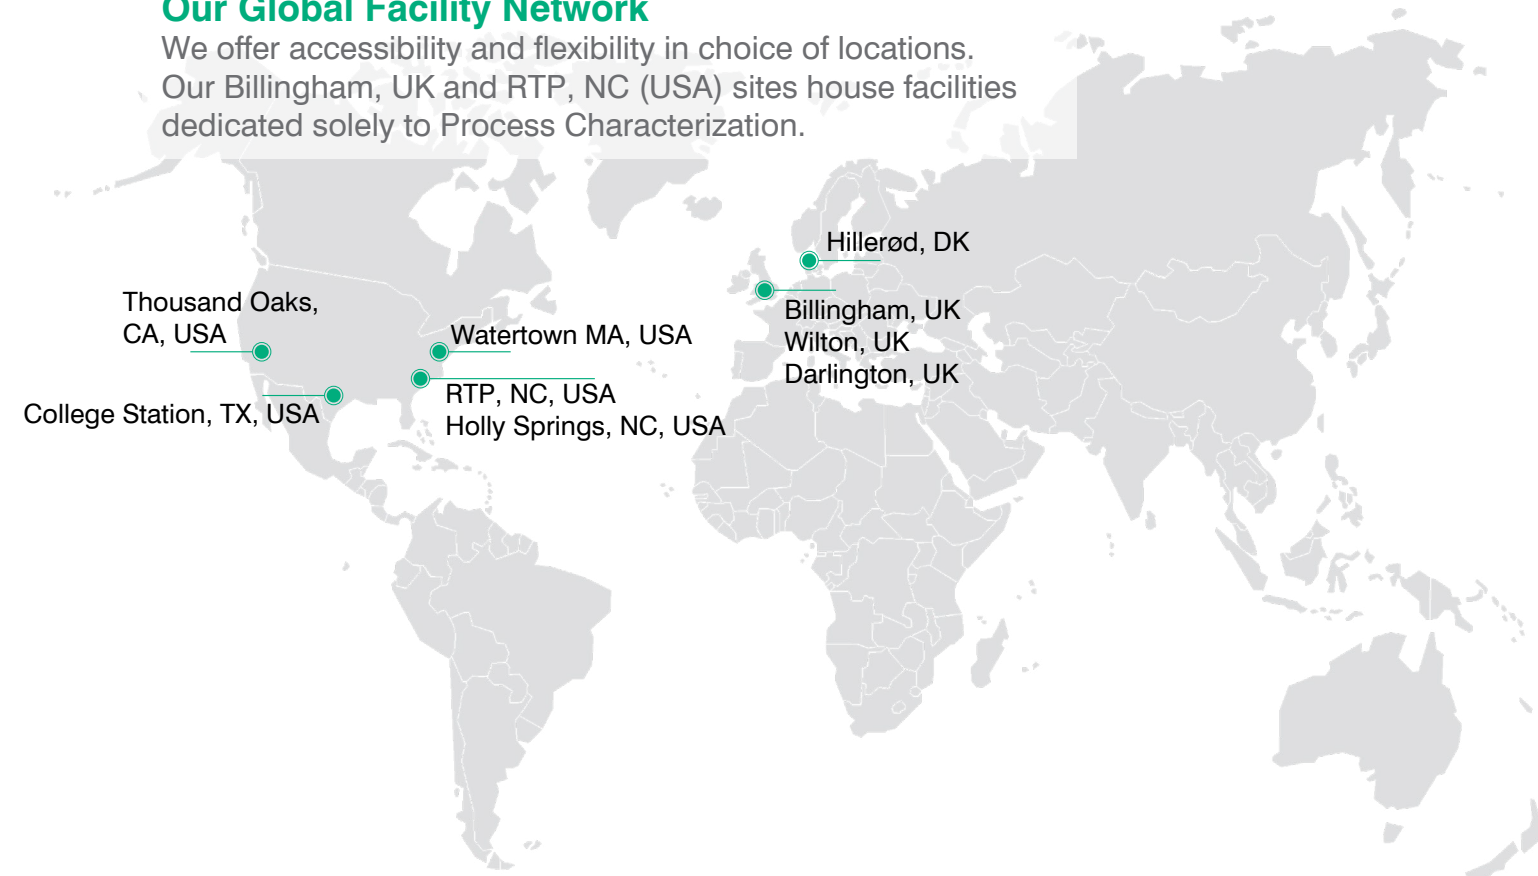 Our Global Facility Network
We offer accessibility and flexibility in choice of locations.
Our Billingham, UK and RTP, NC (USA) sites house facilities
dedicated solely to Process Characterization.
Hillerød, DK
Thousand Oaks,
CA, USA
Billingham, UK
Wilton, UK
Darlington, UK
Watertown MA, USA
RTP, NC, USA
Holly Springs, NC, USA
College Station, TX, USA